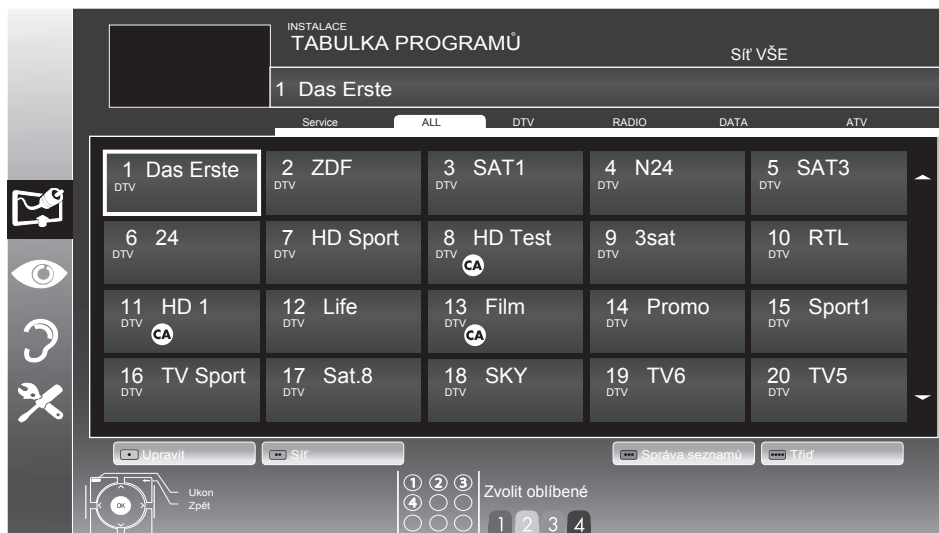 INSTALACE
TABULKA PROGRAMŮ
Síť VŠE
1 Das Erste
Service ALL DTV RADIO DATA ATV
1 Das Erste 2 ZDF 3 SAT1 4 N24 5 SAT3
DTV DTV DTV DTV DTV
6 24 7 HD Sport 8 HD Test 9 3sat 10 RTL
DTV DTV DTV DTV DTV
CA
11 HD 1 12 Life 13 Film 14 Promo 15 Sport1
DTV DTV DTV DTV DTV
CA CA
16 TV Sport 17 Sat.8 18 SKY 19 TV6 20 TV5
DTV DTV DTV DTV DTV
Upravit Síť Správa seznamů Třiď
Ukon
Zpět
OK
1 2 3
4
Zvolit oblíbené
1 2 3 4